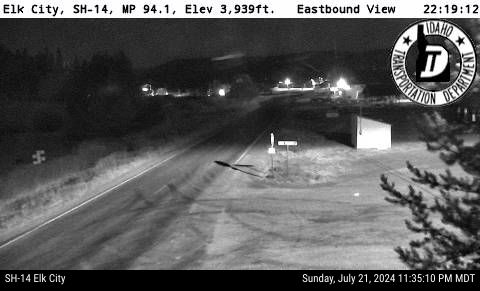 Elk City, SH-14, MP 94.1, Elev 3,939ft. Eastbound View 22:19:12
IDAHO
TRANSPORTATION DEPARTMENT
SH-14 Elk City Sunday, July 21, 2024 11:35:10 PM MDT